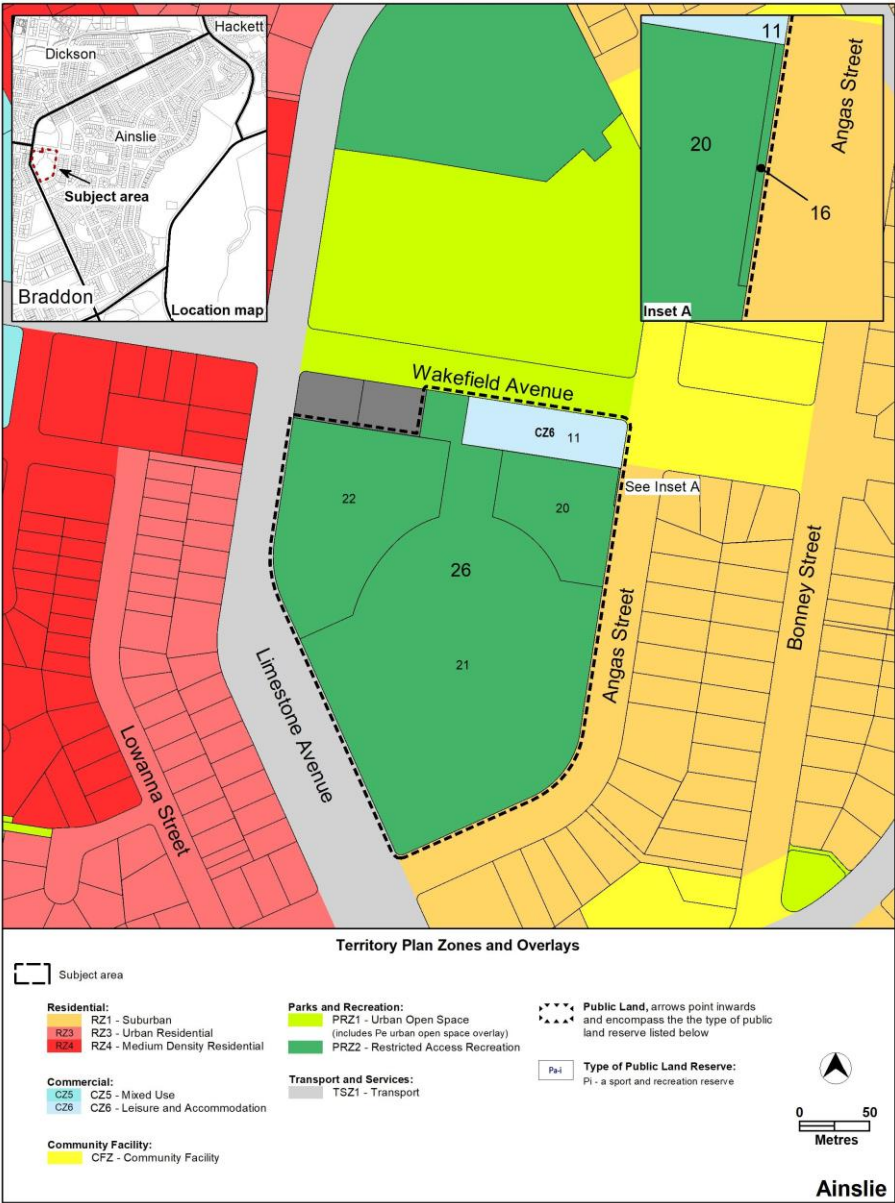 Hackett
Dickson
Ainslie
Subject area
Braddon
Location map
11
20
Angas Street
16
Inset A
Wakefield Avenue
CZ6 11
See Inset A
22
20
26
21
Angas Street
Bonney Street
Limestone Avenue
Lowanna Street
Territory Plan Zones and Overlays
Subject area
Residential:
RZ1 - Suburban
RZ3 RZ3 - Urban Residential
RZ4 RZ4 - Medium Density Residential
Commercial:
CZ5 CZ5 - Mixed Use
CZ6 CZ6 - Leisure and Accommodation
Community Facility:
CFZ - Community Facility
Parks and Recreation:
PRZ1 - Urban Open Space
(includes Pe urban open space overlay)
PRZ2 - Restricted Access Recreation
Transport and Services:
TSZ1 - Transport
Public Land, arrows point inwards
and encompass the the type of public
land reserve listed below
Pa-i Type of Public Land Reserve:
Pi - a sport and recreation reserve
0 50
Metres
Ainslie